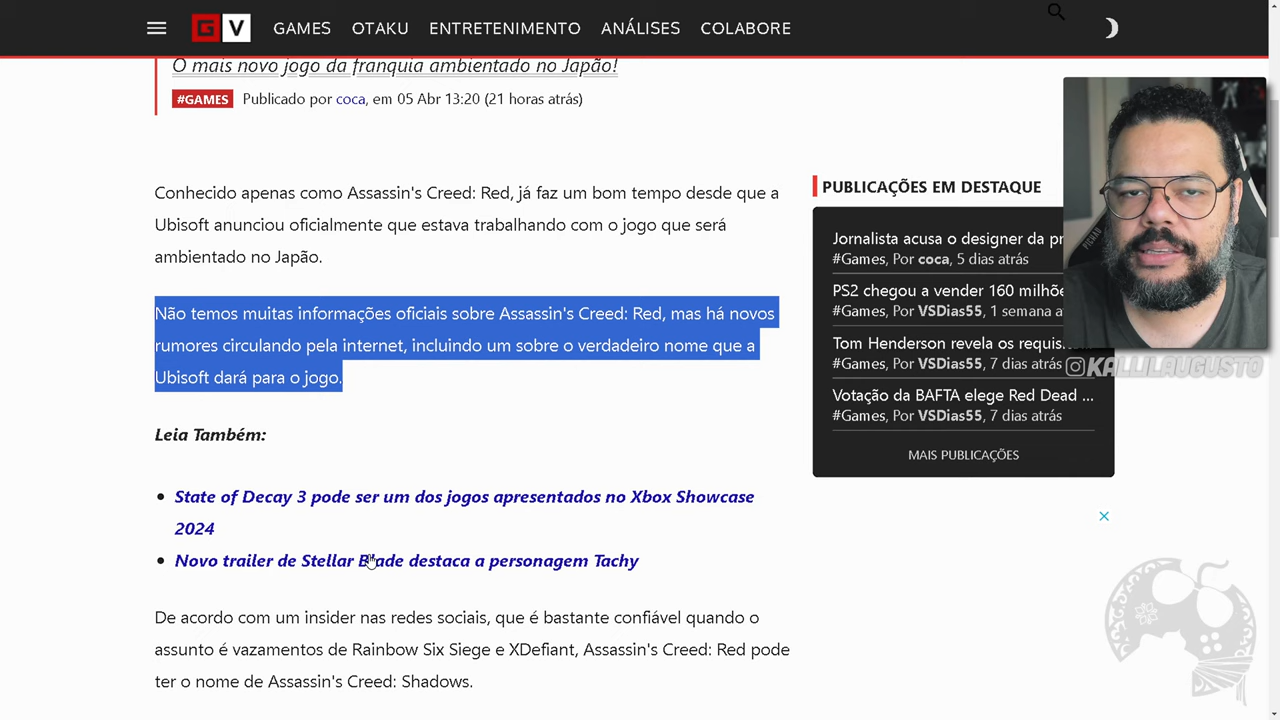 GV GAMES OTAKU ENTRETENIMENTO ANÁLISES COLABORE
O mais novo jogo da franquia ambientado no Japão!
#GAMES Publicado por coca, em 05 Abr 13:20 (21 horas atrás)
Conhecido apenas como Assassin's Creed: Red, já faz um bom tempo desde que a
Ubisoft anunciou oficialmente que estava trabalhando com o jogo que será
ambientado no Japão.
Não temos muitas informações oficiais sobre Assassin's Creed: Red, mas há novos
rumores circulando pela internet, incluindo um sobre o verdadeiro nome que a
Ubisoft dará para o jogo.
Leia Também:
State of Decay 3 pode ser um dos jogos apresentados no Xbox Showcase
2024
Novo trailer de Stellar Blade destaca a personagem Tachy
De acordo com um insider nas redes sociais, que é bastante confiável quando o
assunto é vazamentos de Rainbow Six Siege e XDefiant, Assassin's Creed: Red pode
ter o nome de Assassin's Creed: Shadows.
PUBLICAÇÕES EM DESTAQUE
Jornalista acusa o designer da
#Games, Por coca, 5 dias atrás
PS2 chegou a vender 160
#Games, Por VSDias55, 1 semana
Tom Henderson revela os
#Games, Por VSDias55, 7 dias atrás
Votação da BAFTA elege Red Dead ...
#Games, Por VSDias55, 7 dias atrás
MAIS PUBLICAÇÕES
KALLILAUGUSTO